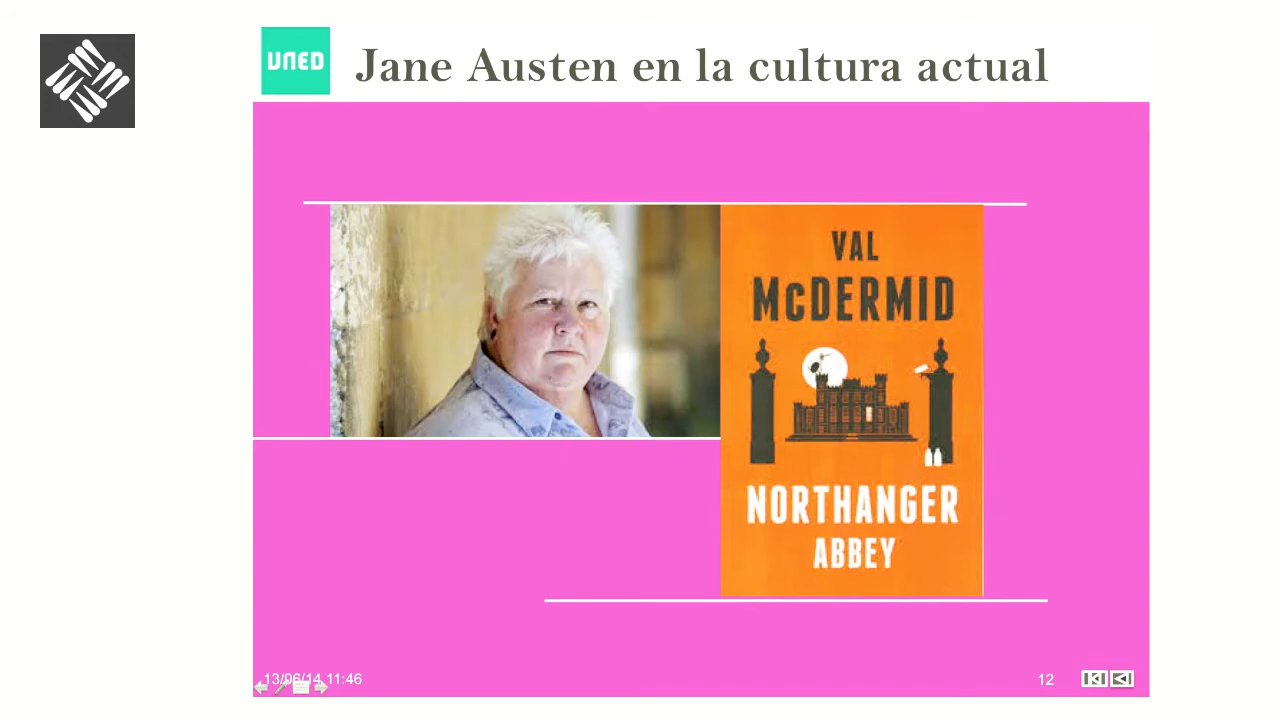 UNED
Jane Austen en la cultura actual
VAL
McDERMID
NORTHANGER
ABBEY
13/06/14 11:46
12